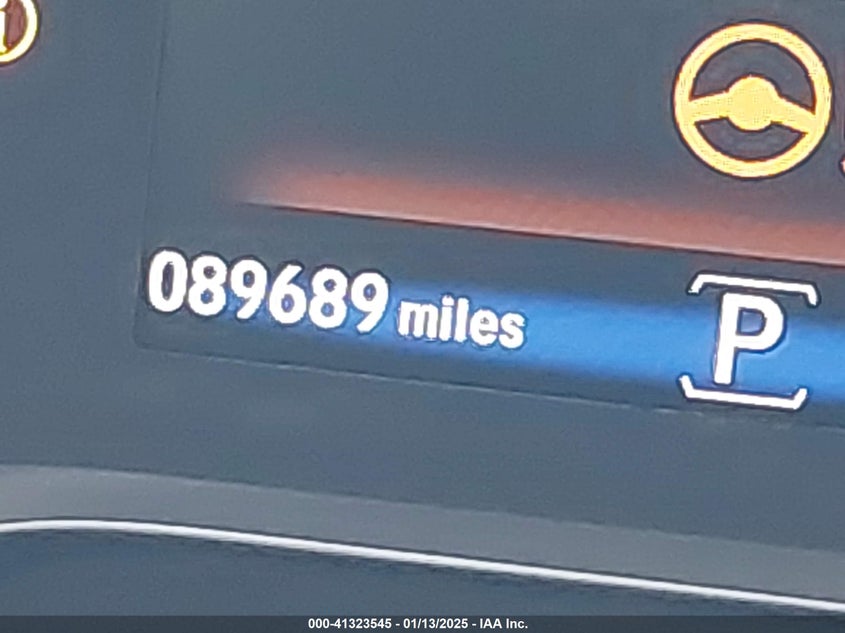 089689 miles
P
000-41323545 - 01/13/2025 - IAA Inc.